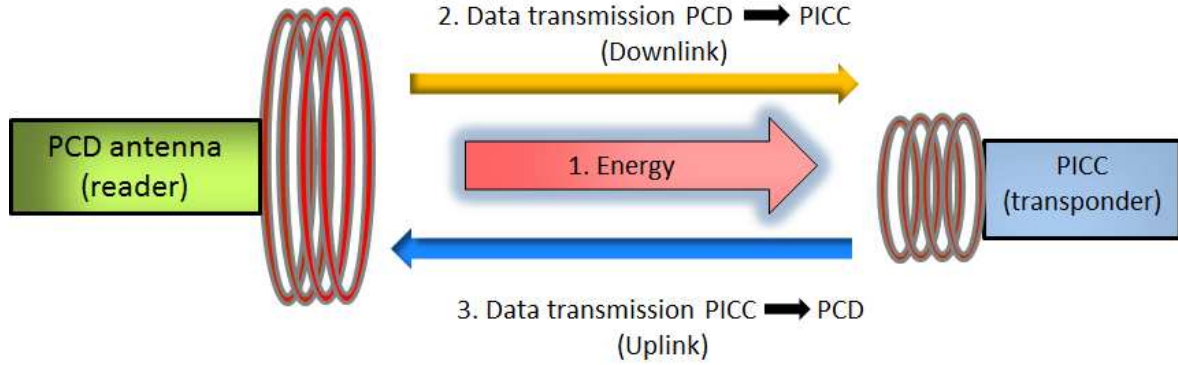 2. Data transmission PCD → PICC
(Downlink)
PCD antenna
(reader)
1. Energy
PICC
(transponder)
3. Data transmission PICC → PCD
(Uplink)